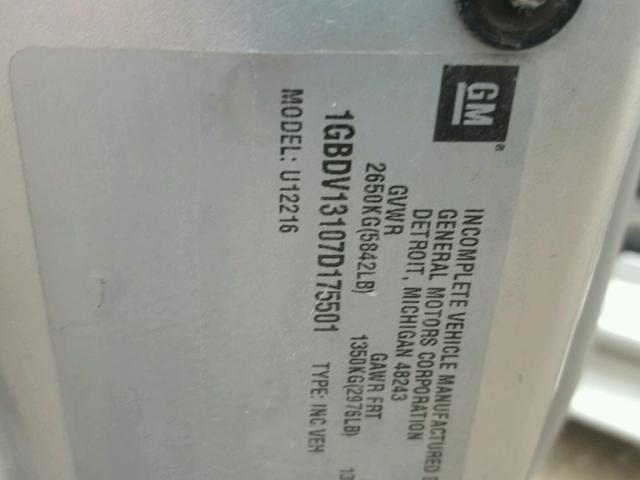 GM
INCOMPLETE VEHICLE MANUFACTURED
GENERAL MOTORS CORPORATION
DETROIT, MICHIGAN 48243
GVWR GAWR FRT
2650KG(5842LB) 1350KG(2976LB)
1GBDV13107D175501 TYPE: INC VEH
MODEL: U12216